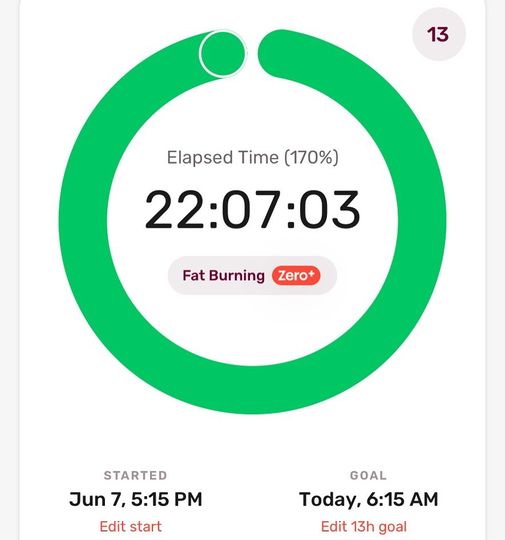 13
Elapsed Time (170%)
22:07:03
Fat Burning Zero+
STARTED GOAL
Jun 7, 5:15 PM Today, 6:15 AM
Edit start Edit 13h goal